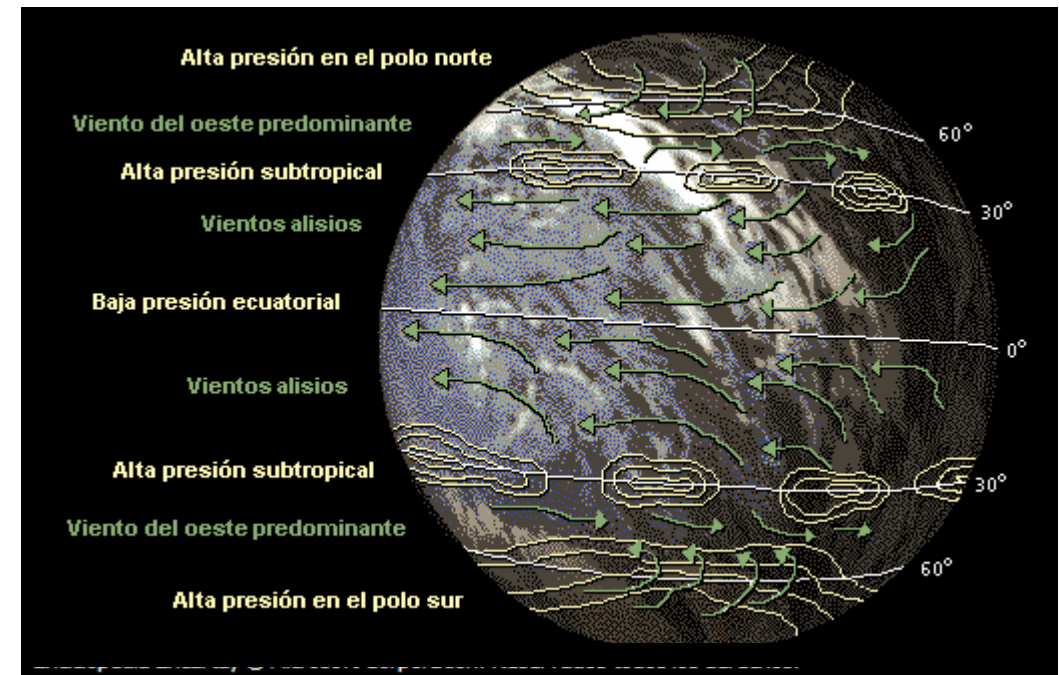 Alta presión en el polo norte
Viento del oeste predominante
60°
Alta presión subtropical
30°
Vientos alisios
Baja presión ecuatorial
0°
Vientos alisios
Alta presión subtropical
30°
Viento del oeste predominante
60°
Alta presión en el polo sur